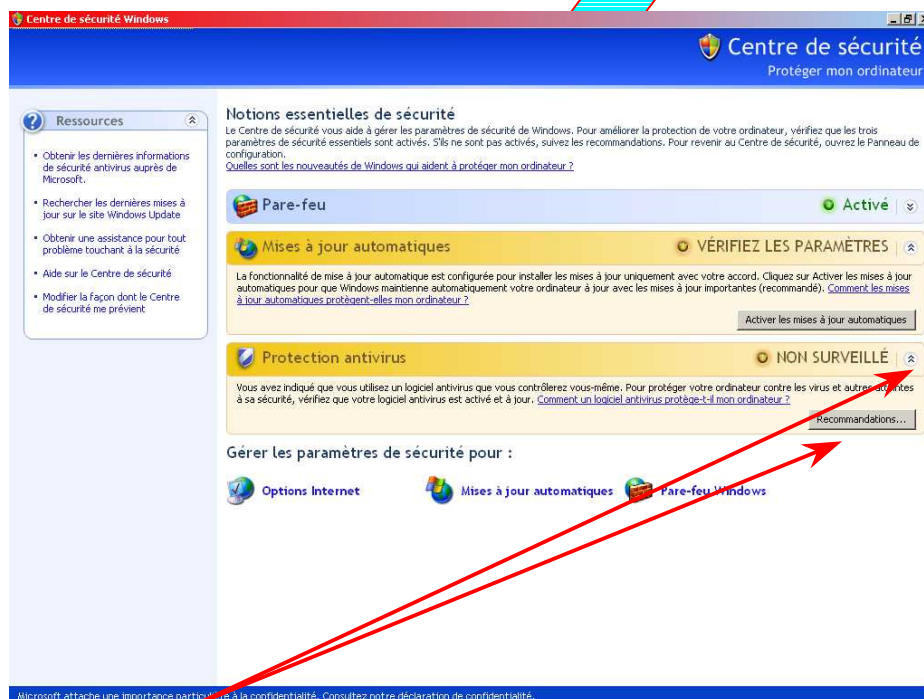 Centre de sécurité Windows
Centre de sécurité
Protéger mon ordinateur
Ressources
Obtenir les dernières informations
de sécurité antivirus auprès de
Microsoft.
Rechercher les dernières mises à
jour sur le site Windows Update
Obtenir une assistance pour tout
problème touchant à la sécurité
Aide sur le Centre de sécurité
Modifier la façon dont le Centre
de sécurité me prévient
Notions essentielles de sécurité
Le Centre de sécurité vous aide à gérer les paramètres de sécurité de Windows. Pour améliorer la protection de votre ordinateur, vérifiez que les trois
paramètres de sécurité essentiels sont activés. S'ils ne sont pas activés, suivez les recommandations. Pour revenir au Centre de sécurité, ouvrez le Panneau de
configuration.
Quelles sont les nouveautés de Windows qui aident à protéger mon ordinateur ?
Pare-feu
Activé
Mises à jour automatiques
VÉRIFIEZ LES PARAMÈTRES
La fonctionnalité de mise à jour automatique est configurée pour installer les mises à jour uniquement avec votre accord. Cliquez sur Activer les mises à jour
automatiques pour que Windows maintienne automatiquement votre ordinateur à jour avec les mises à jour importantes (recommandé). Comment les mises
à jour automatiques protègent-elles mon ordinateur ?
Activer les mises à jour automatiques
Protection antivirus
NON SURVEILLÉ
Vous avez indiqué que vous utilisez un logiciel antivirus que vous contrôlerez vous-même. Pour protéger votre ordinateur contre les virus et autres atteintes
à sa sécurité, vérifiez que votre logiciel antivirus est activé et à jour. Comment un logiciel antivirus protège-t-il mon ordinateur ?
Recommandations...
Gérer les paramètres de sécurité pour :
Options Internet
Mises à jour automatiques
Pare-feu Windows
Microsoft attache une importance particulière à la confidentialité. Consultez notre déclaration de confidentialité.